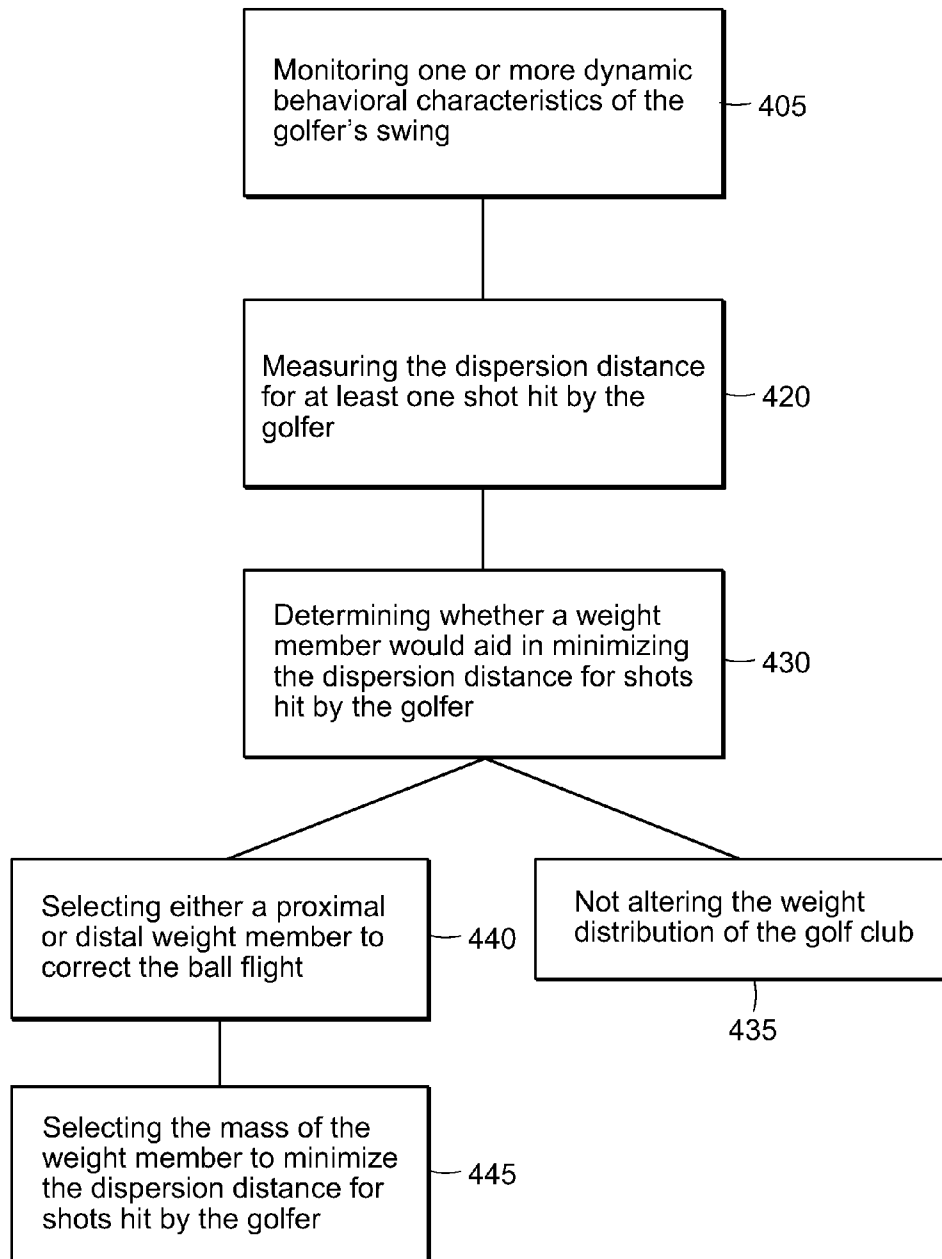 Monitoring one or more dynamic
behavioral characteristics of the
golfer's swing
405
Measuring the dispersion distance
for at least one shot hit by the
golfer
420
Determining whether a weight
member would aid in minimizing
the dispersion distance for shots
hit by the golfer
430
Selecting either a proximal
or distal weight member to
correct the ball flight
440
Not altering the weight
distribution of the golf club
435
Selecting the mass of the
weight member to minimize
the dispersion distance for
shots hit by the golfer
445